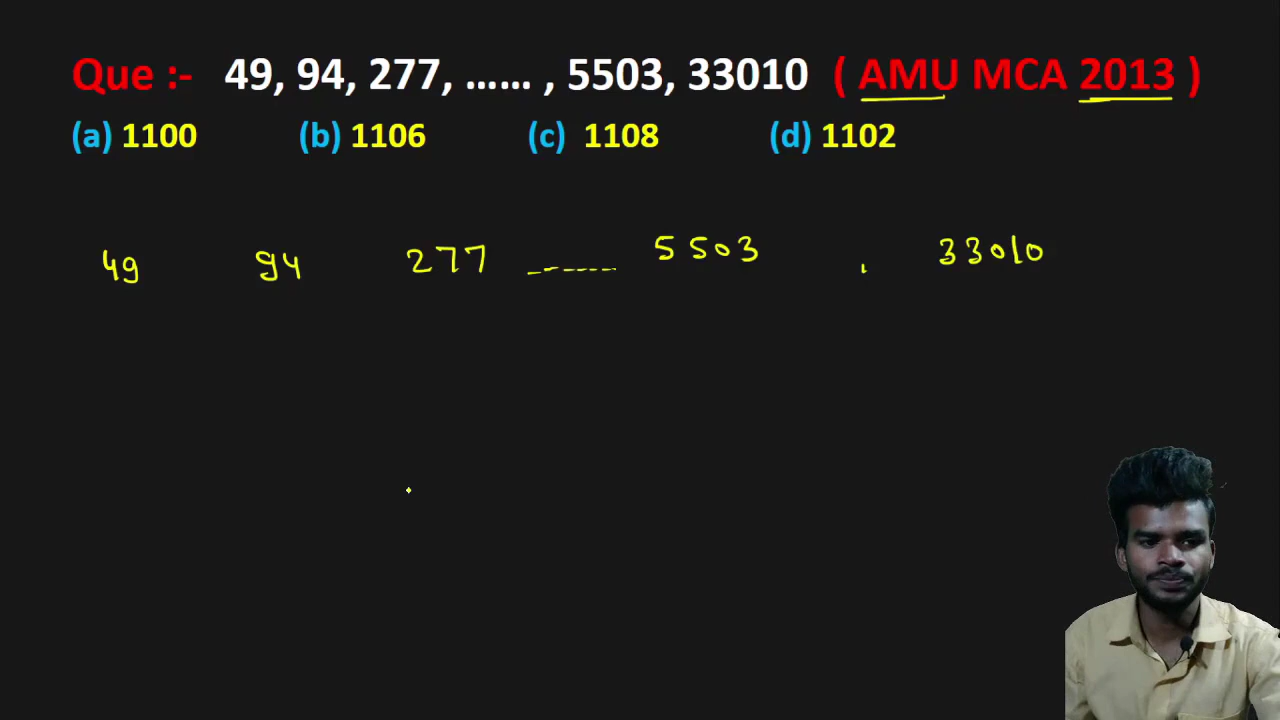 Que :- 49, 94, 277, ...... , 5503, 33010 ( AMU MCA 2013 )
(a) 1100 (b) 1106 (c) 1108 (d) 1102
49 94 277 ------- 5503 , 33010